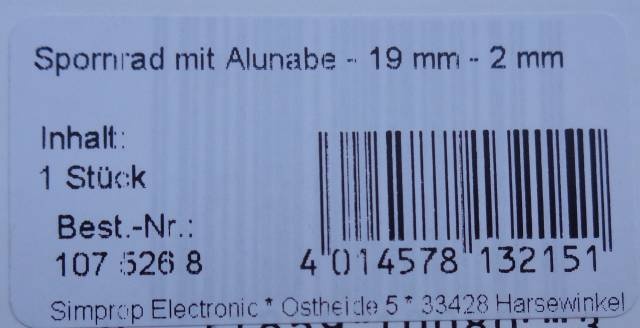 Spornrad mit Alunabe - 19 mm - 2 mm
Inhalt:
1 Stück
Best.-Nr.:
107 526 8
4 014578 132151
Simprop Electronic * Ostheide 5 * 33428 Harsewinkel